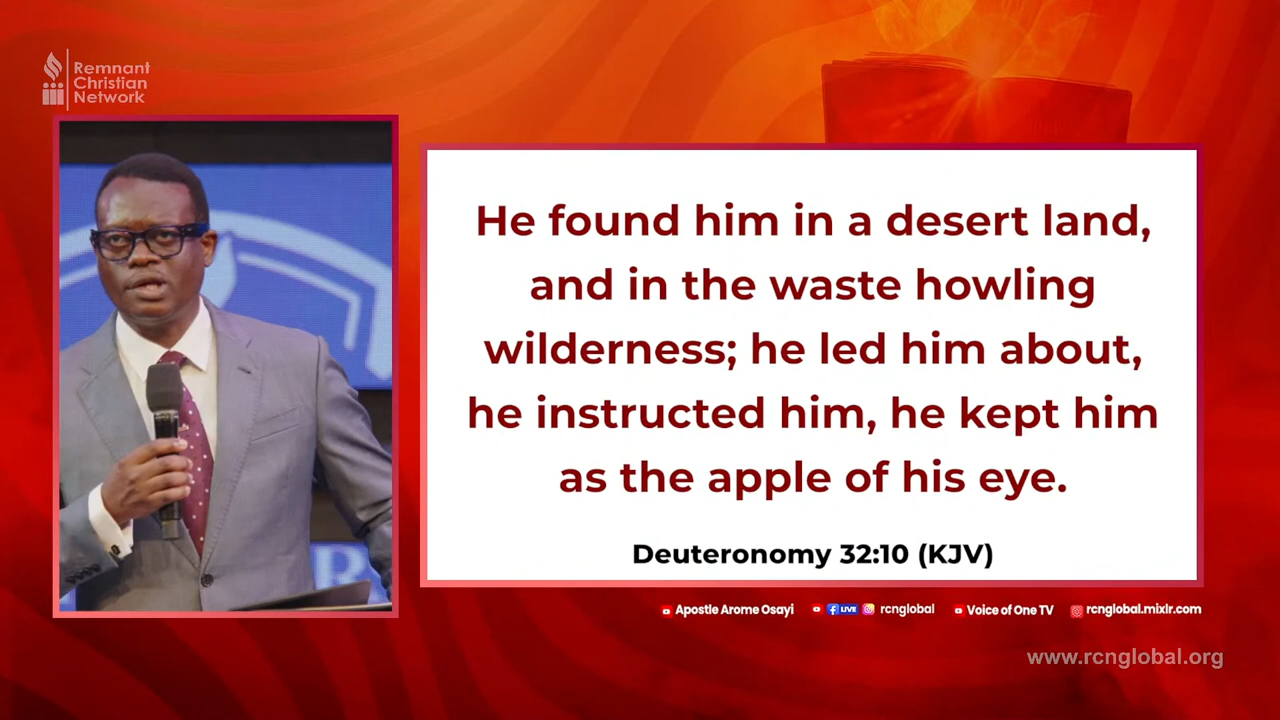 Remnant
Christian
Network
He found him in a desert land,
and in the waste howling
wilderness; he led him about,
he instructed him, he kept him
as the apple of his eye.
Deuteronomy 32:10 (KJV)
Apostle Arome Osayi LIVE rcnglobal Voice of One TV rcnglobal.mixlr.com
www.rcnglobal.org